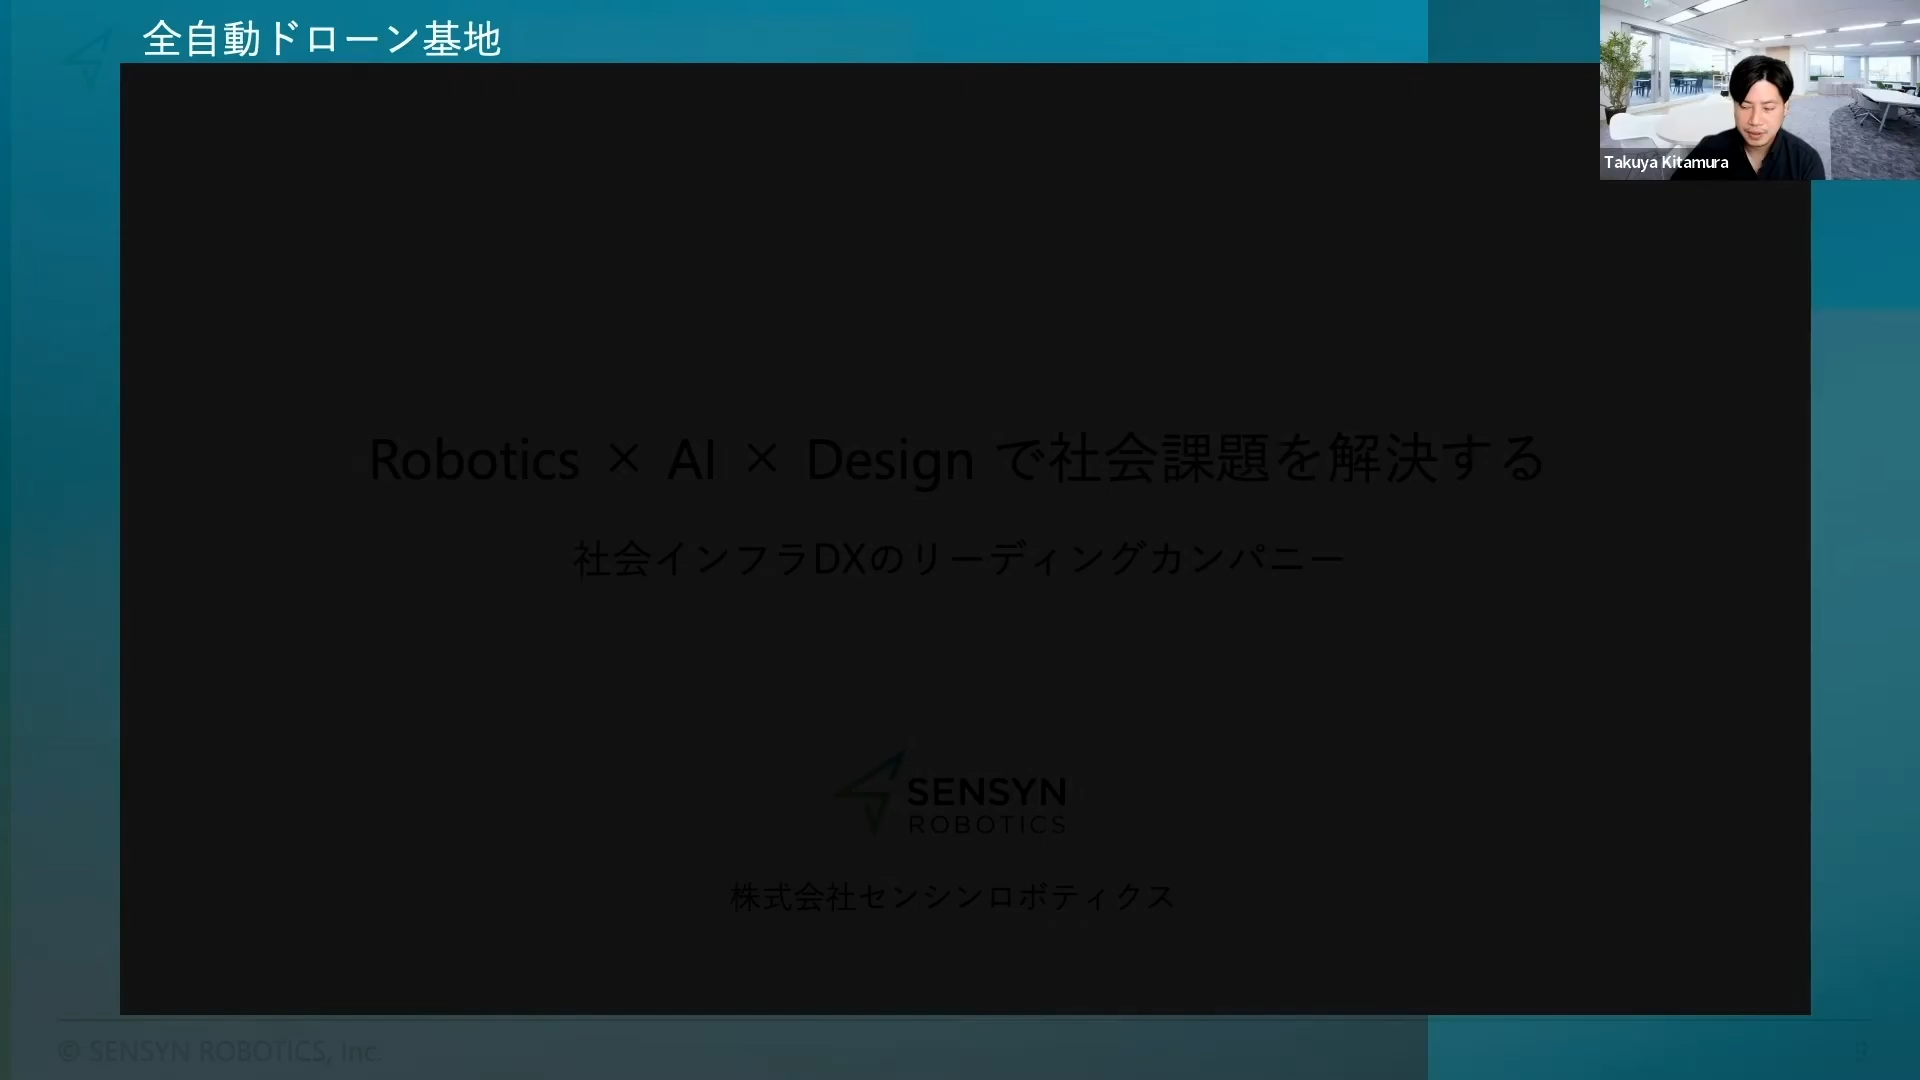 全自動ドローン基地
Takuya Kitamura
Robotics × AI × Design で社会課題を解決する
社会インフラDXのリーディングカンパニー
SENSYN
ROBOTICS
株式会社センシンロボティクス
© SENSYN ROBOTICS, Inc.